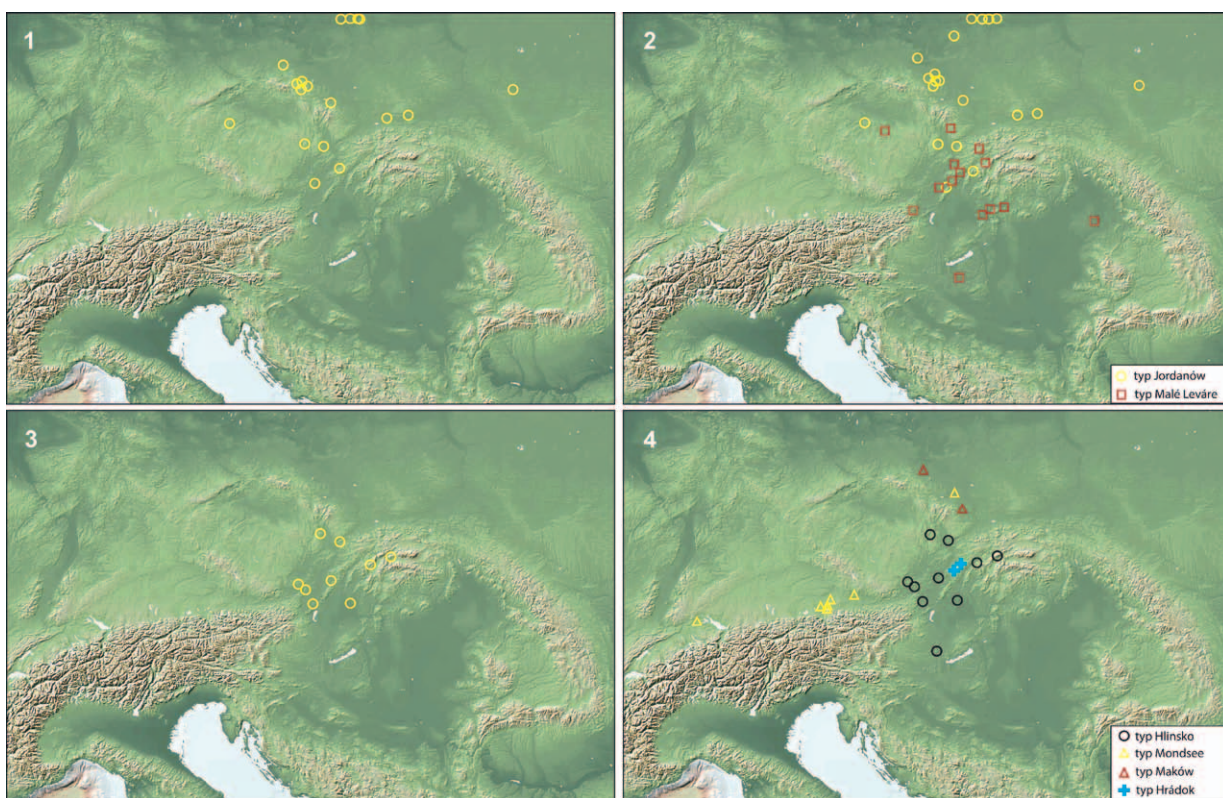 1
2
typ Jordanów
typ Malé Leváre
3
4
typ Hlinsko
typ Mondsee
typ Maków
typ Hrádok